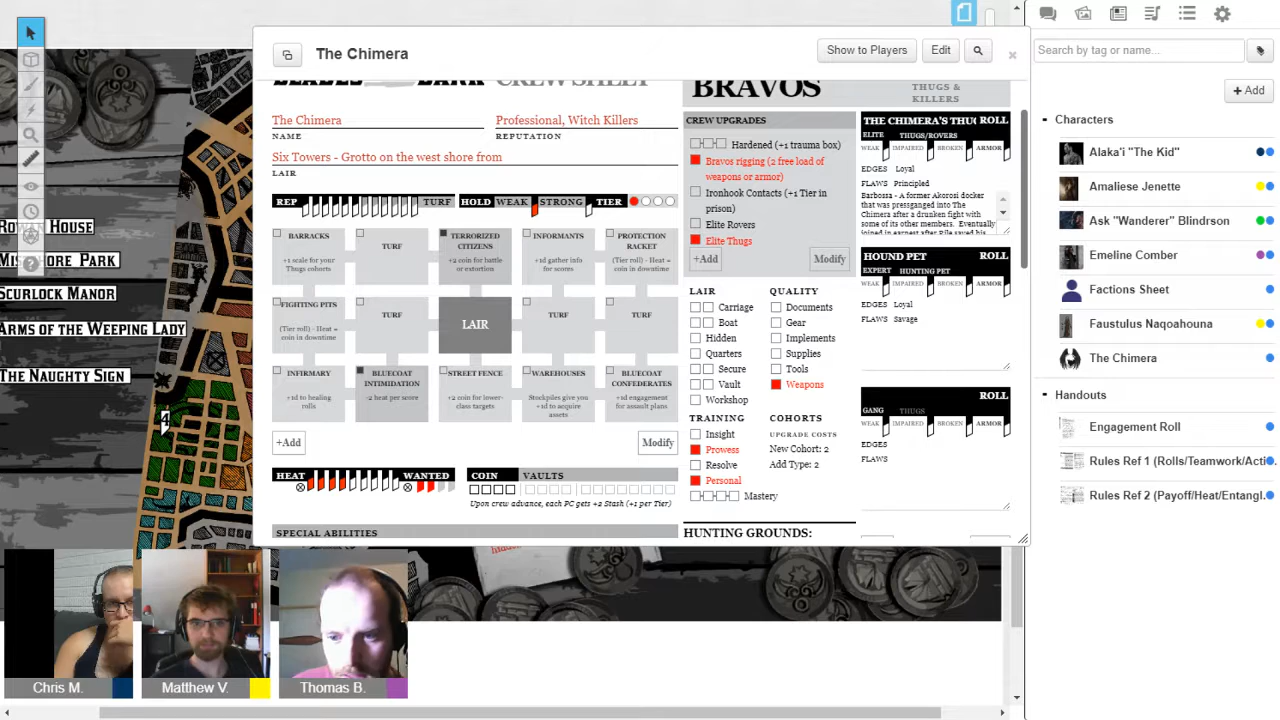 The Chimera
Show to Players
Edit
BLADES DARK CREW SHEET
The Chimera
NAME
Professional, Witch Killers
REPUTATION
Six Towers - Grotto on the west shore from
LAIR
REP
TURF
HOLD WEAK STRONG TIER
BARRACKS
+1 scale for your
Thugs cohorts
TURF
TERRORIZED
CITIZENS
+2 coin for battle
or extortion
INFORMANTS
+1d gather info
for scores
PROTECTION
RACKET
(Tier roll) - Heat =
coin in downtime
FIGHTING PITS
(Tier roll) - Heat =
coin in downtime
TURF
LAIR
TURF
TURF
INFIRMARY
+1d to healing
rolls
BLUECOAT
INTIMIDATION
-2 heat per score
STREET FENCE
+2 coin for lower-
class targets
WAREHOUSES
Stockpiles give you
+1d to acquire
assets
BLUECOAT
CONFEDERATES
+1d engagement
for assault plans
+Add
Modify
HEAT
WANTED
COIN
VAULTS
Upon crew advance, each PC gets +2 Stash (+1 per Tier)
SPECIAL ABILITIES
BRAVOS
THUGS &
KILLERS
CREW UPGRADES
Hardened (+1 trauma box)
Bravos rigging (2 free load of
weapons or armor)
Ironhook Contacts (+1 Tier in
prison)
Elite Rovers
Elite Thugs
+Add
Modify
LAIR
Carriage
Boat
Hidden
Quarters
Secure
Vault
Workshop
QUALITY
Documents
Gear
Implements
Supplies
Tools
Weapons
TRAINING
Insight
Prowess
Resolve
Personal
Mastery
COHORTS
UPGRADE COSTS
New Cohort: 2
Add Type: 2
HUNTING GROUNDS:
THE CHIMERA'S THU
ROLL
ELITE THUGS/ROVERS
WEAK IMPAIRED BROKEN ARMOR
EDGES Loyal
FLAWS Principled
Barbossa - A former Akorosi docker
that was pressganged into The
Chimera after a drunken fight with
HOUND PET ROLL
EXPERT HUNTING PET
WEAK IMPAIRED BROKEN ARMOR
EDGES Loyal
FLAWS Savage
ROLL
GANG THUGS
WEAK IMPAIRED BROKEN ARMOR
EDGES
FLAWS
Search by tag or name...
+ Add
Characters
Alaka'i "The Kid"
Amaliese Jenette
Ask "Wanderer" Blindrson
Emeline Comber
Factions Sheet
Faustulus Naqoahouna
The Chimera
Handouts
Engagement Roll
Rules Ref 1 (Rolls/Teamwork/Acti...
Rules Ref 2 (Payoff/Heat/Entangl...
House
Park
Scurlock Manor
Arms of the Weeping Lady
The Naughty Sign
4
Chris M.
Matthew V.
Thomas B.